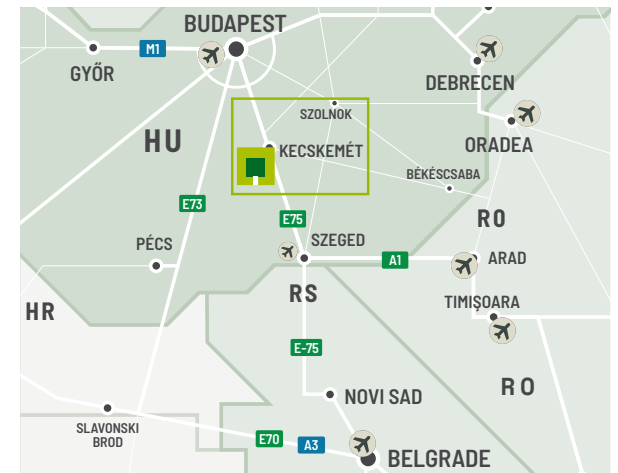 BUDAPEST
M1
GYŐR
DEBRECEN
SZOLNOK
HU
ORADEA
KECSKEMÉT
BÉKÉSCSABA
E73
E75
RO
PÉCS
SZEGED
A1
ARAD
RS
TIMIŞOARA
HR
E-75
RO
NOVI SAD
SLAVONSKI
BROD
E70
A3
BELGRADE